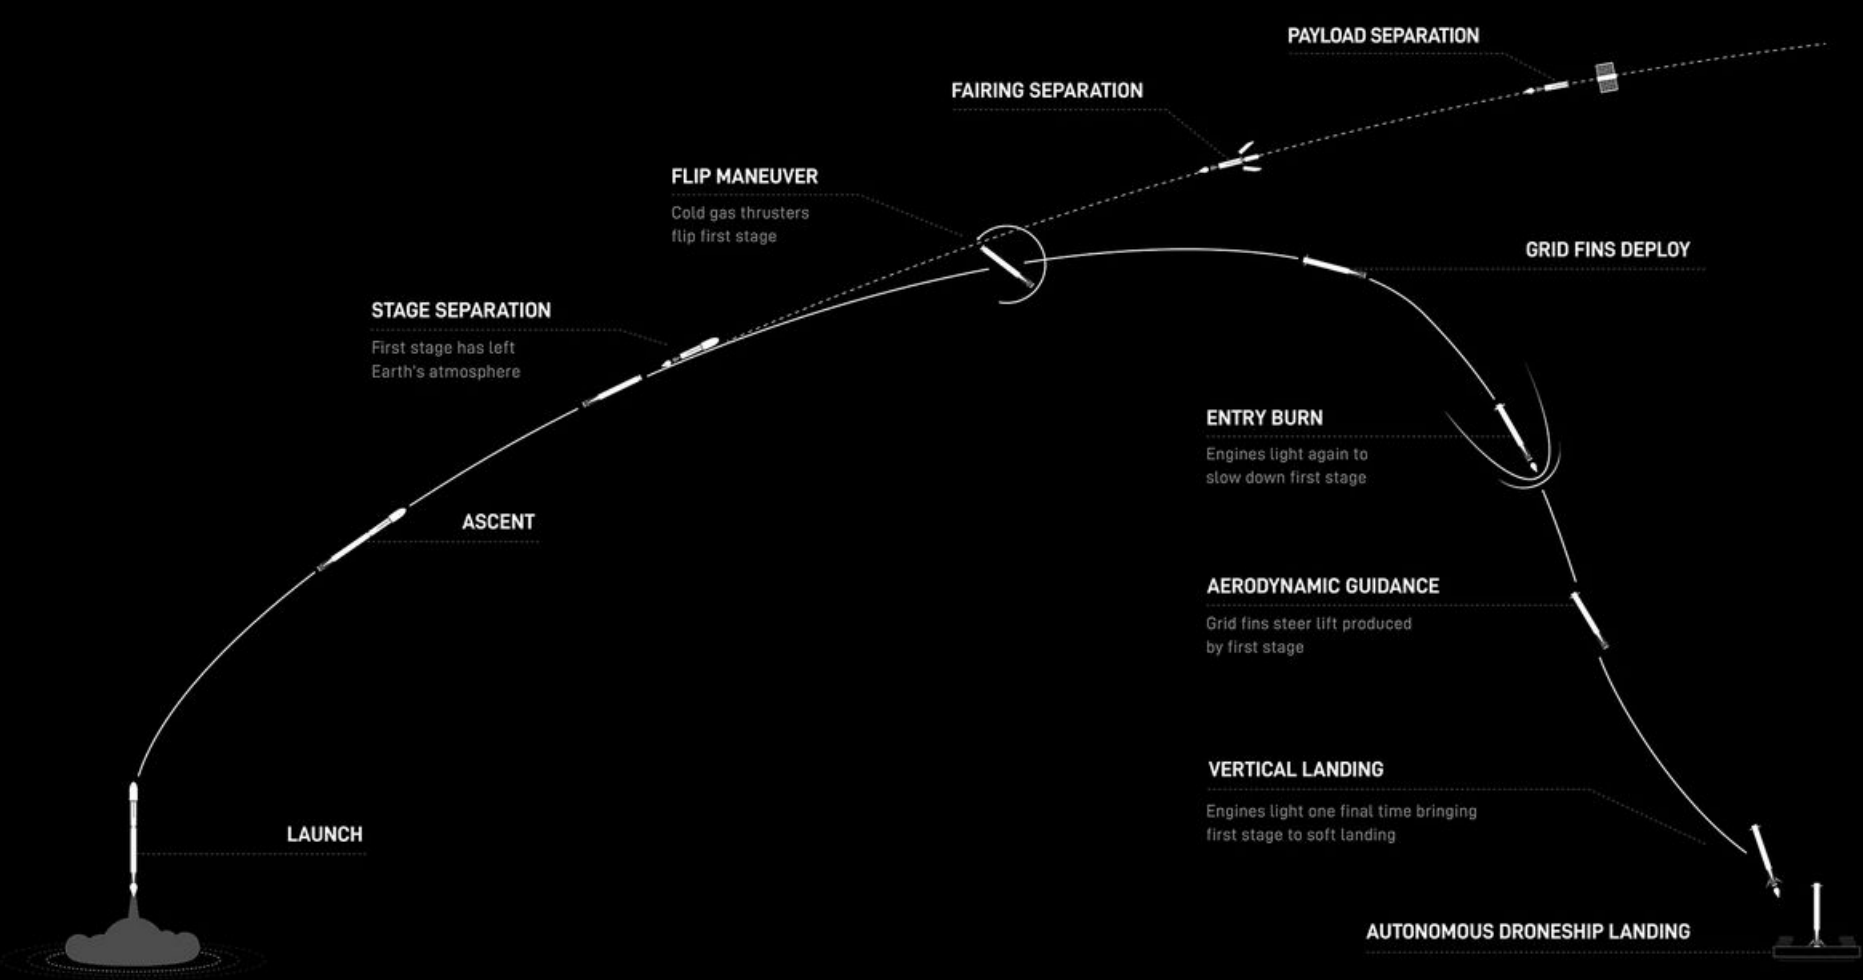 PAYLOAD SEPARATION
FAIRING SEPARATION
FLIP MANEUVER
Cold gas thrusters
flip first stage
GRID FINS DEPLOY
STAGE SEPARATION
First stage has left
Earth's atmosphere
ENTRY BURN
Engines light again to
slow down first stage
ASCENT
AERODYNAMIC GUIDANCE
Grid fins steer lift produced
by first stage
VERTICAL LANDING
Engines light one final time bringing
first stage to soft landing
LAUNCH
AUTONOMOUS DRONESHIP LANDING